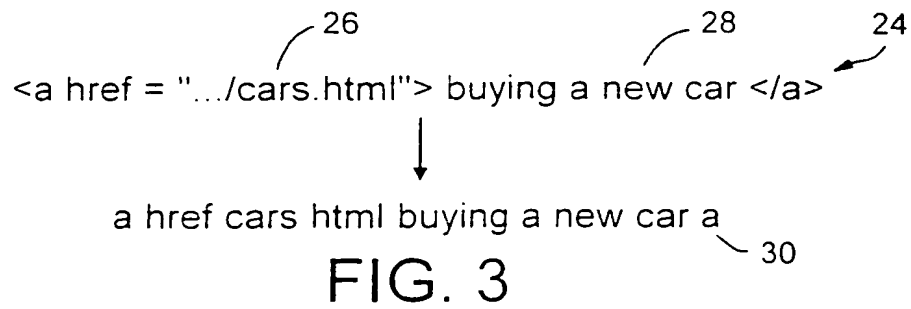 26 28 24
<a href = ".../cars.html"> buying a new car </a>
a href cars html buying a new car a
30
FIG. 3